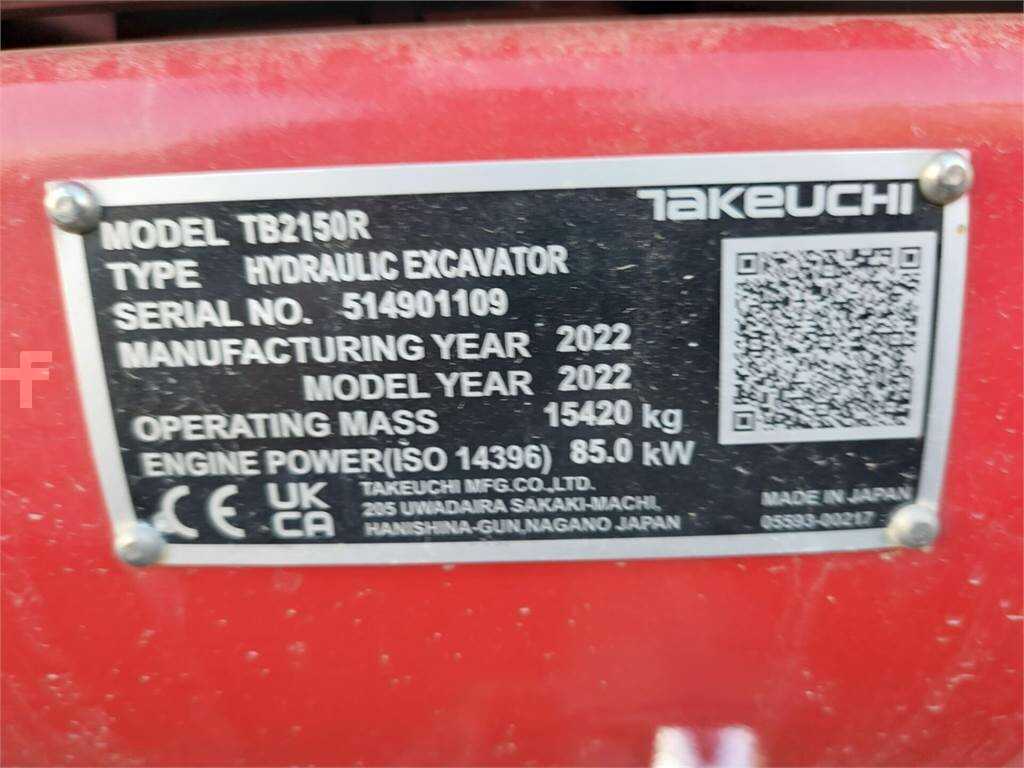 TAKEUCHI
MODEL TB2150R
TYPE HYDRAULIC EXCAVATOR
SERIAL NO. 514901109
MANUFACTURING YEAR 2022
MODEL YEAR 2022
OPERATING MASS 15420 kg
ENGINE POWER(ISO 14396) 85.0 kW
CE UK CA
TAKEUCHI MFG.CO.,LTD.
205 UWADAIRA SAKAKI-MACHI,
HANISHINA-GUN,NAGANO JAPAN
MADE IN JAPAN
05593-00217
f